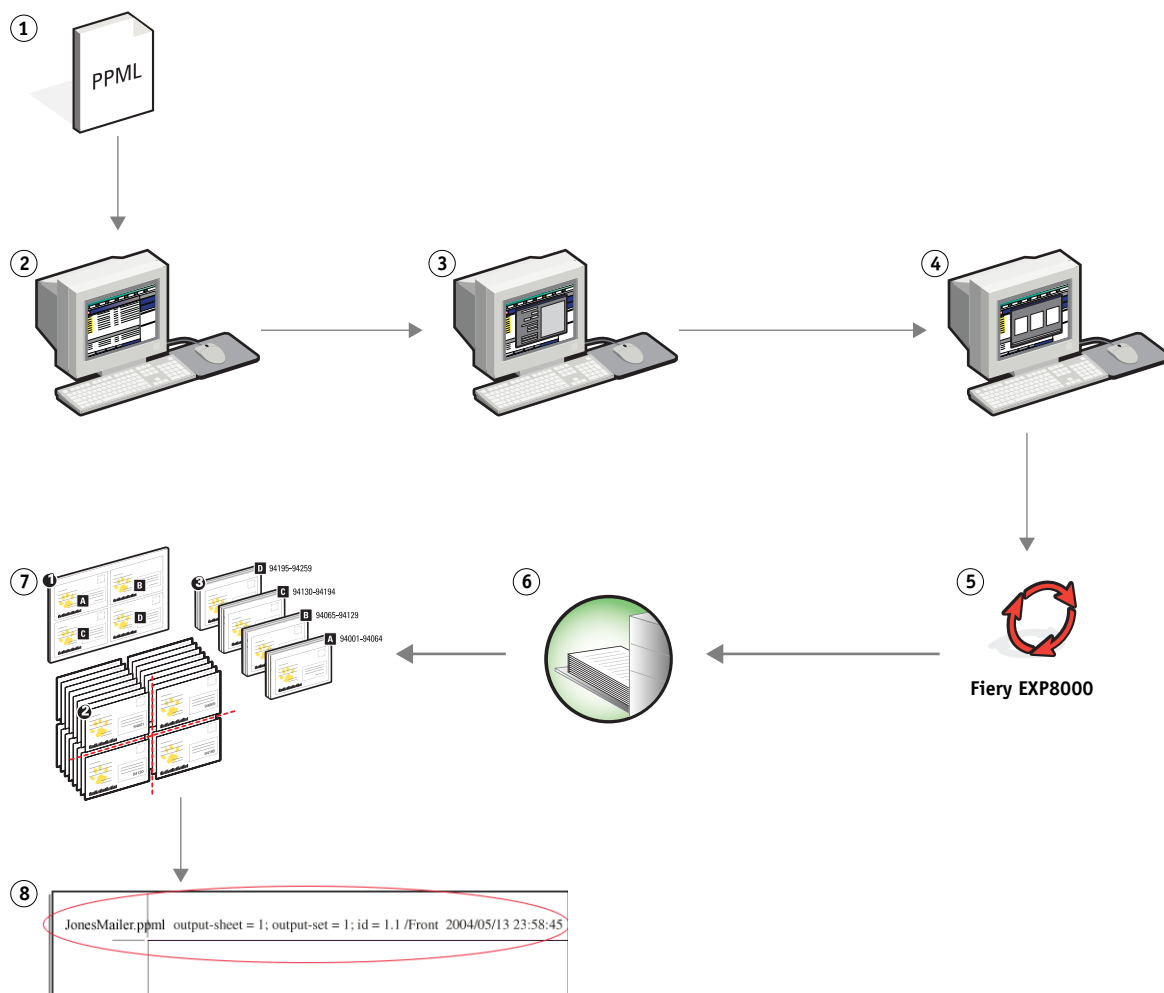 1
PPML
2
3
4
5
Fiery EXP8000
6
7
1
A
B
C
D
2
3
D 94195–94259
C 94130–94194
B 94065–94129
A 94001–94064
8
JonesMailer.ppml output-sheet = 1; output-set = 1; id = 1.1 /Front 2004/05/13 23:58:45